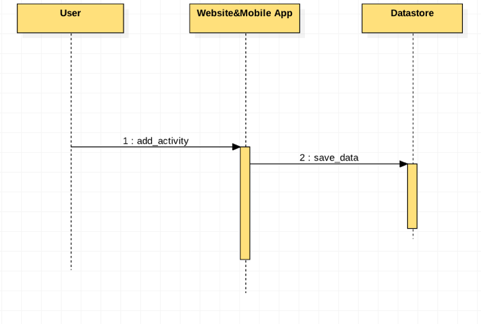 User
Website&Mobile App
Datastore
1 : add_activity
2 : save_data